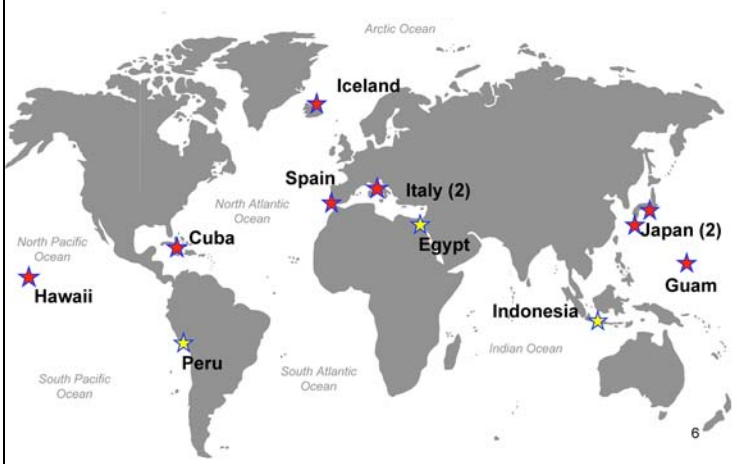 Arctic Ocean
Iceland
Spain
Italy (2)
North Atlantic
Ocean
Cuba
Egypt
Japan (2)
North Pacific
Ocean
Hawaii
Guam
Indonesia
Indian Ocean
Peru
South Pacific
Ocean
South Atlantic
Ocean
6